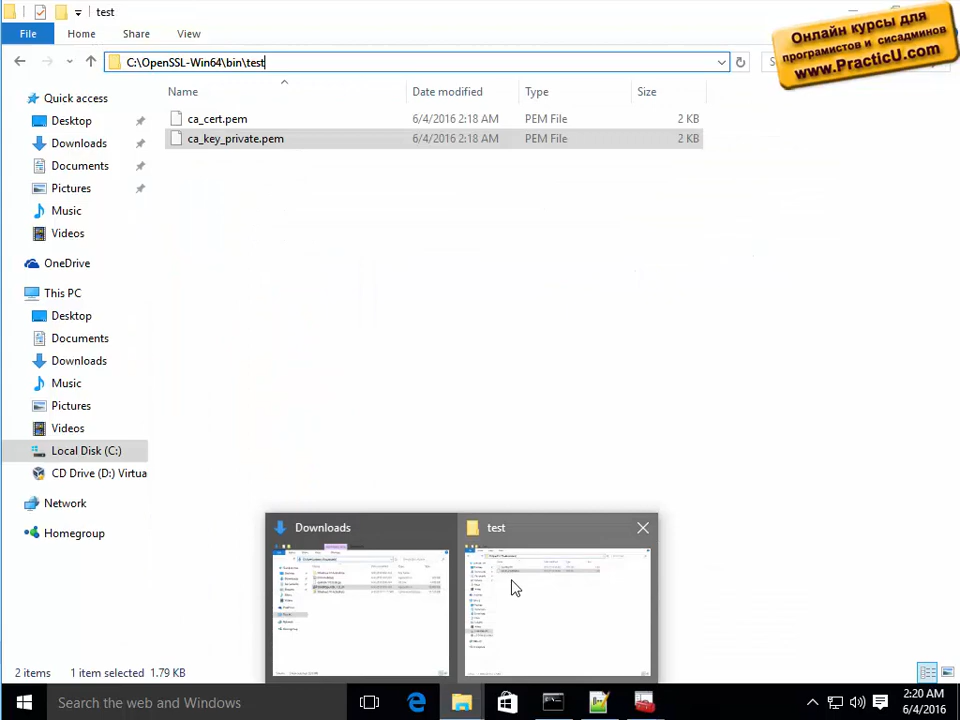 test
Онлайн курсы для
програмистов и сисадминов
www.PracticU.com
File
Home
Share
View
C:\OpenSSL-Win64\bin\test
Name
Date modified
Type
Size
Quick access
ca_cert.pem
6/4/2016 2:18 AM
PEM File
2 KB
ca_key_private.pem
6/4/2016 2:18 AM
PEM File
2 KB
Desktop
Downloads
Documents
Pictures
Music
Videos
OneDrive
This PC
Desktop
Documents
Downloads
Music
Pictures
Videos
Local Disk (C:)
CD Drive (D:) Virtua
Network
Homegroup
Downloads
test
2 items
1 item selected 1.79 KB
Search the web and Windows
2:20 AM
6/4/2016